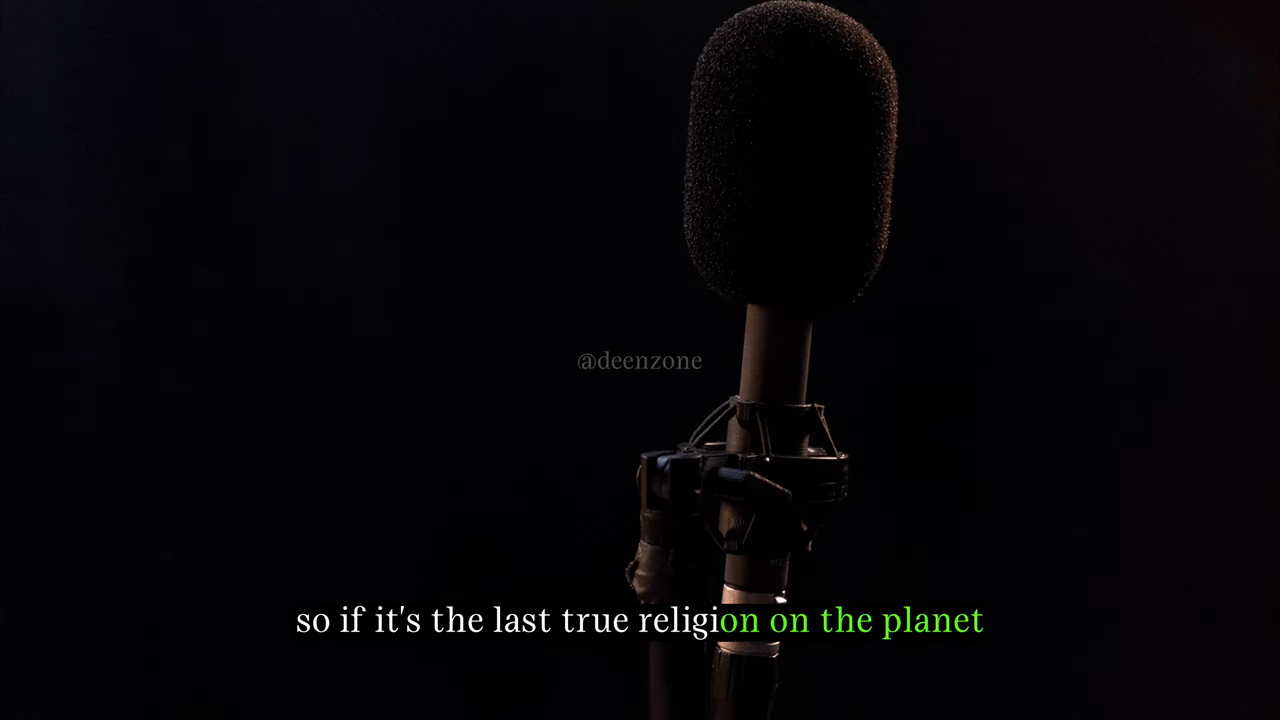 @deenzone
so if it's the last true religion on the planet